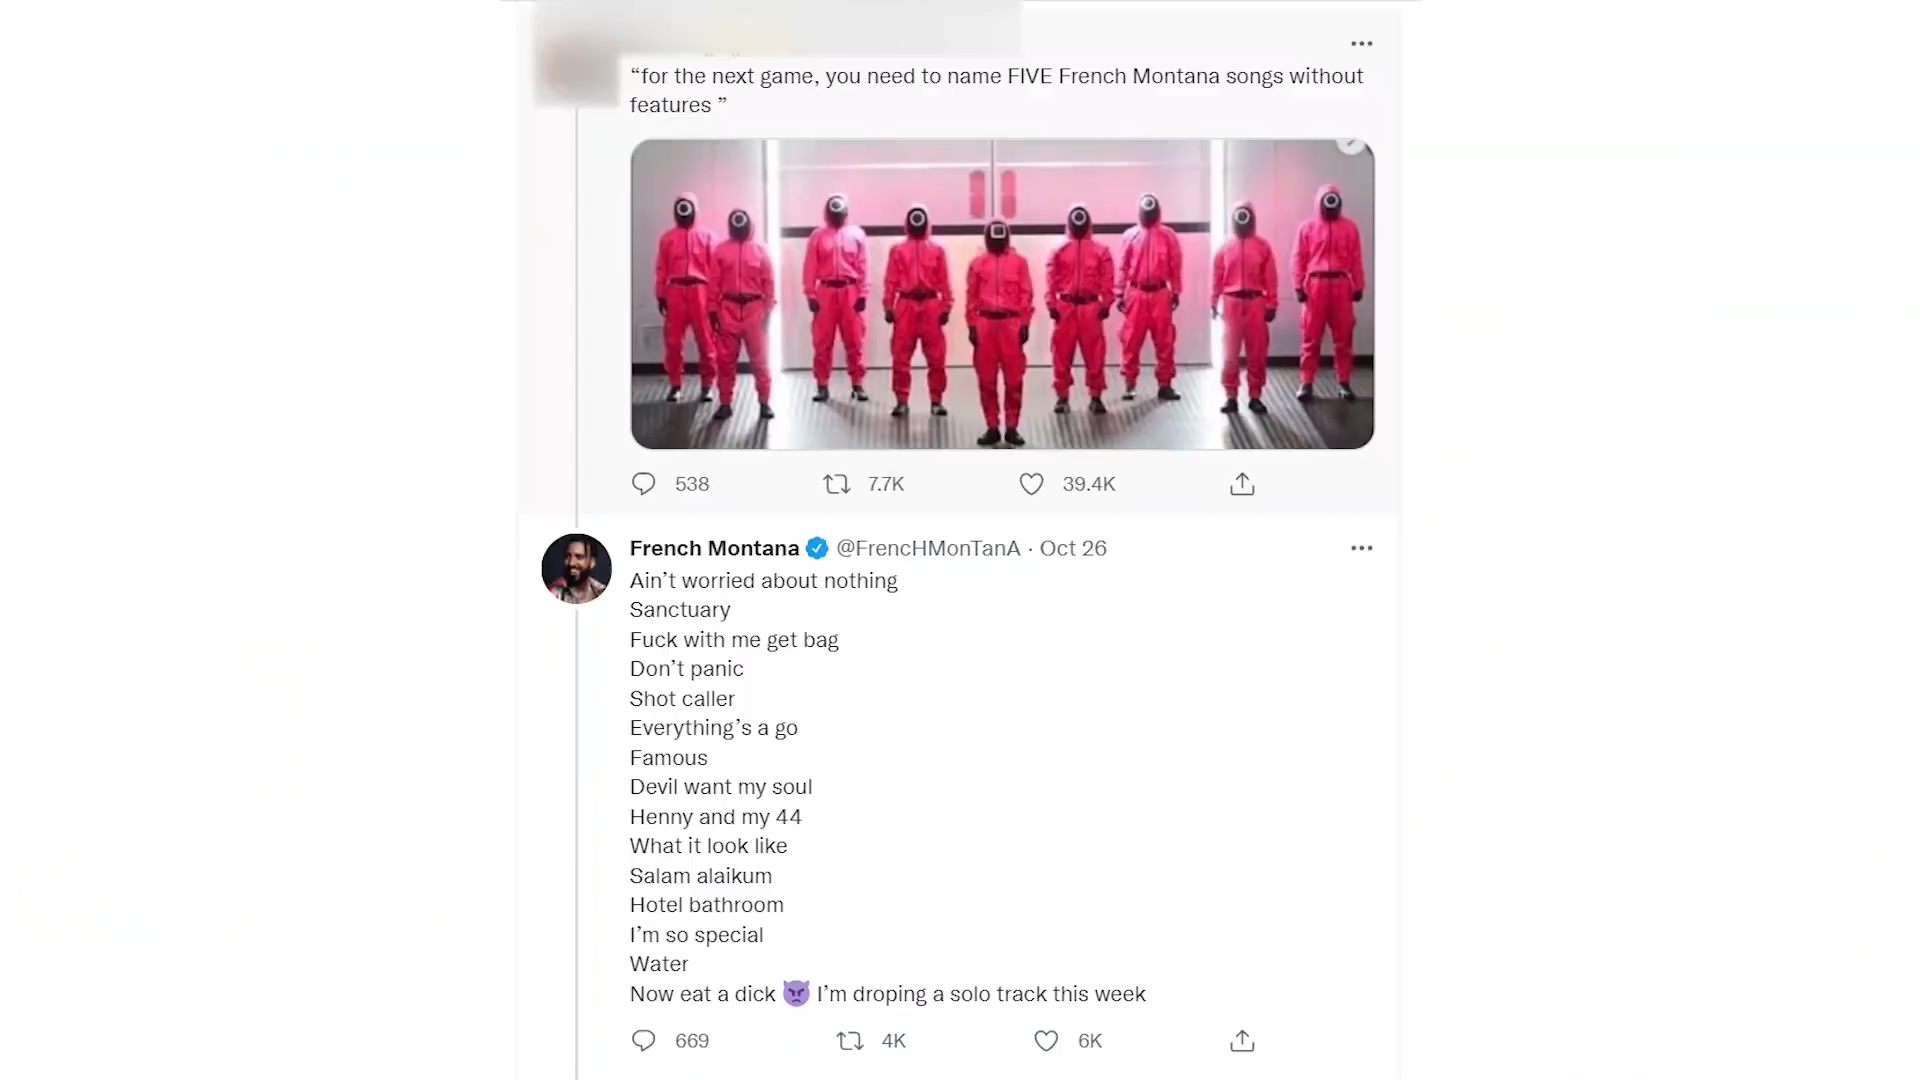 “for the next game, you need to name FIVE French Montana songs without
features ”
538 7.7K 39.4K
French Montana @FrencHMonTanA · Oct 26
Ain’t worried about nothing
Sanctuary
Fuck with me get bag
Don’t panic
Shot caller
Everything’s a go
Famous
Devil want my soul
Henny and my 44
What it look like
Salam alaikum
Hotel bathroom
I’m so special
Water
Now eat a dick 👿 I’m droping a solo track this week
669 4K 6K